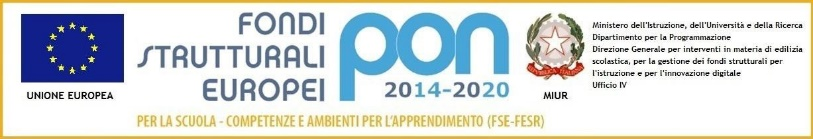 UNIONE EUROPEA
FONDI
STRUTTURALI
EUROPEI
pon
2014-2020
MIUR
Ministero dell'Istruzione, dell'Università e della Ricerca
Dipartimento per la Programmazione
Direzione Generale per interventi in materia di edilizia
scolastica, per la gestione dei fondi strutturali per
l'istruzione e per l'innovazione digitale
Ufficio IV
PER LA SCUOLA - COMPETENZE E AMBIENTI PER L'APPRENDIMENTO (FSE-FESR)